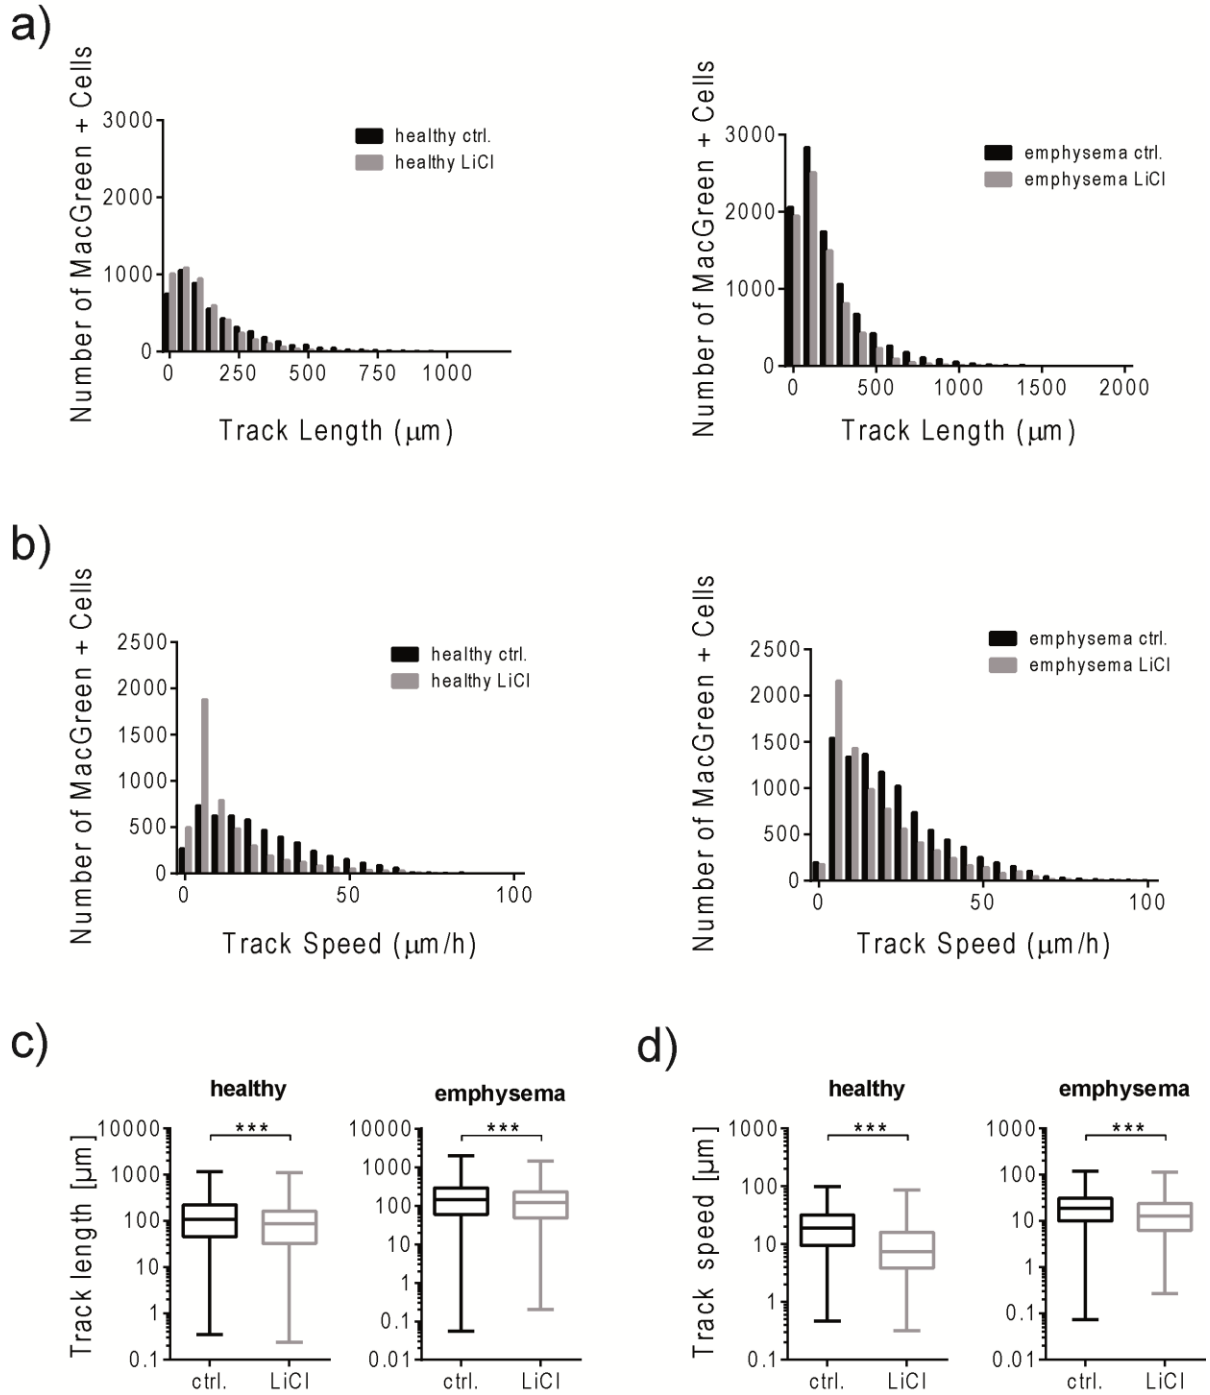 a)
Number of MacGreen + Cells
3000
2000
1000
0
healthy ctrl.
healthy LiCl
0 250 500 750 1000
Track Length (μm)
Number of MacGreen + Cells
3000
2000
1000
0
emphysema ctrl.
emphysema LiCl
0 500 1000 1500 2000
Track Length (μm)
b)
Number of MacGreen + Cells
2500
2000
1500
1000
500
0
healthy ctrl.
healthy LiCl
0 50 100
Track Speed (μm/h)
Number of MacGreen + Cells
2500
2000
1500
1000
500
0
emphysema ctrl.
emphysema LiCl
0 50 100
Track Speed (μm/h)
c)
healthy
Track length [μm]
10000
1000
100
10
1
0.1
***
ctrl. LiCl
emphysema
10000
1000
100
10
1
0.1
0.01
***
ctrl. LiCl
d)
healthy
Track speed [μm]
1000
100
10
1
0.1
***
ctrl. LiCl
emphysema
1000
100
10
1
0.1
0.01
***
ctrl. LiCl